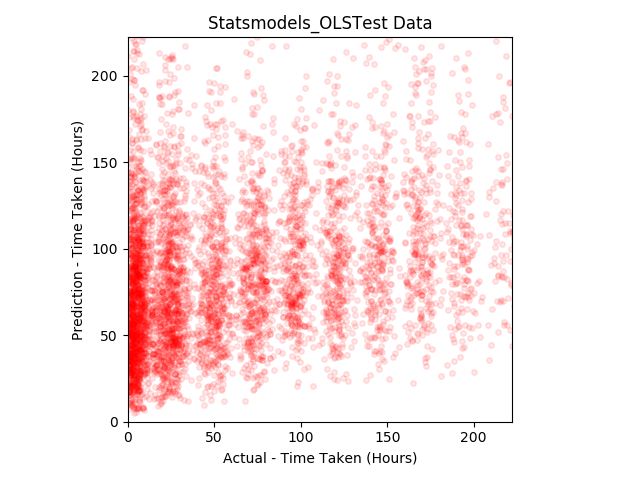 Statsmodels_OLSTest Data
Prediction - Time Taken (Hours)
200
150
100
50
0
0 50 100 150 200
Actual - Time Taken (Hours)